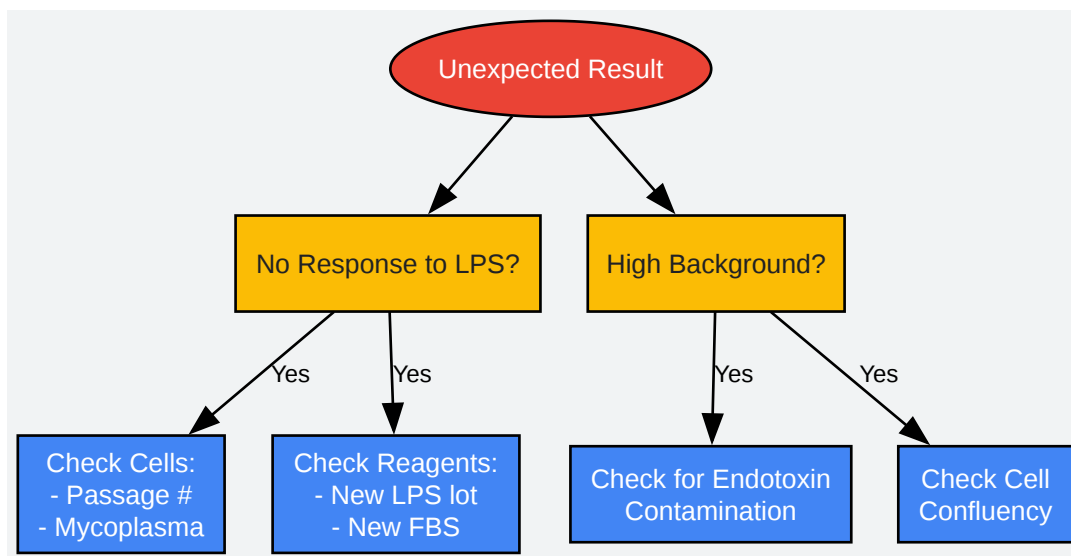 Unexpected Result
No Response to LPS?
High Background?
Yes
Yes
Yes
Yes
Check Cells:
- Passage #
- Mycoplasma
Check Reagents:
- New LPS lot
- New FBS
Check for Endotoxin
Contamination
Check Cell
Confluency